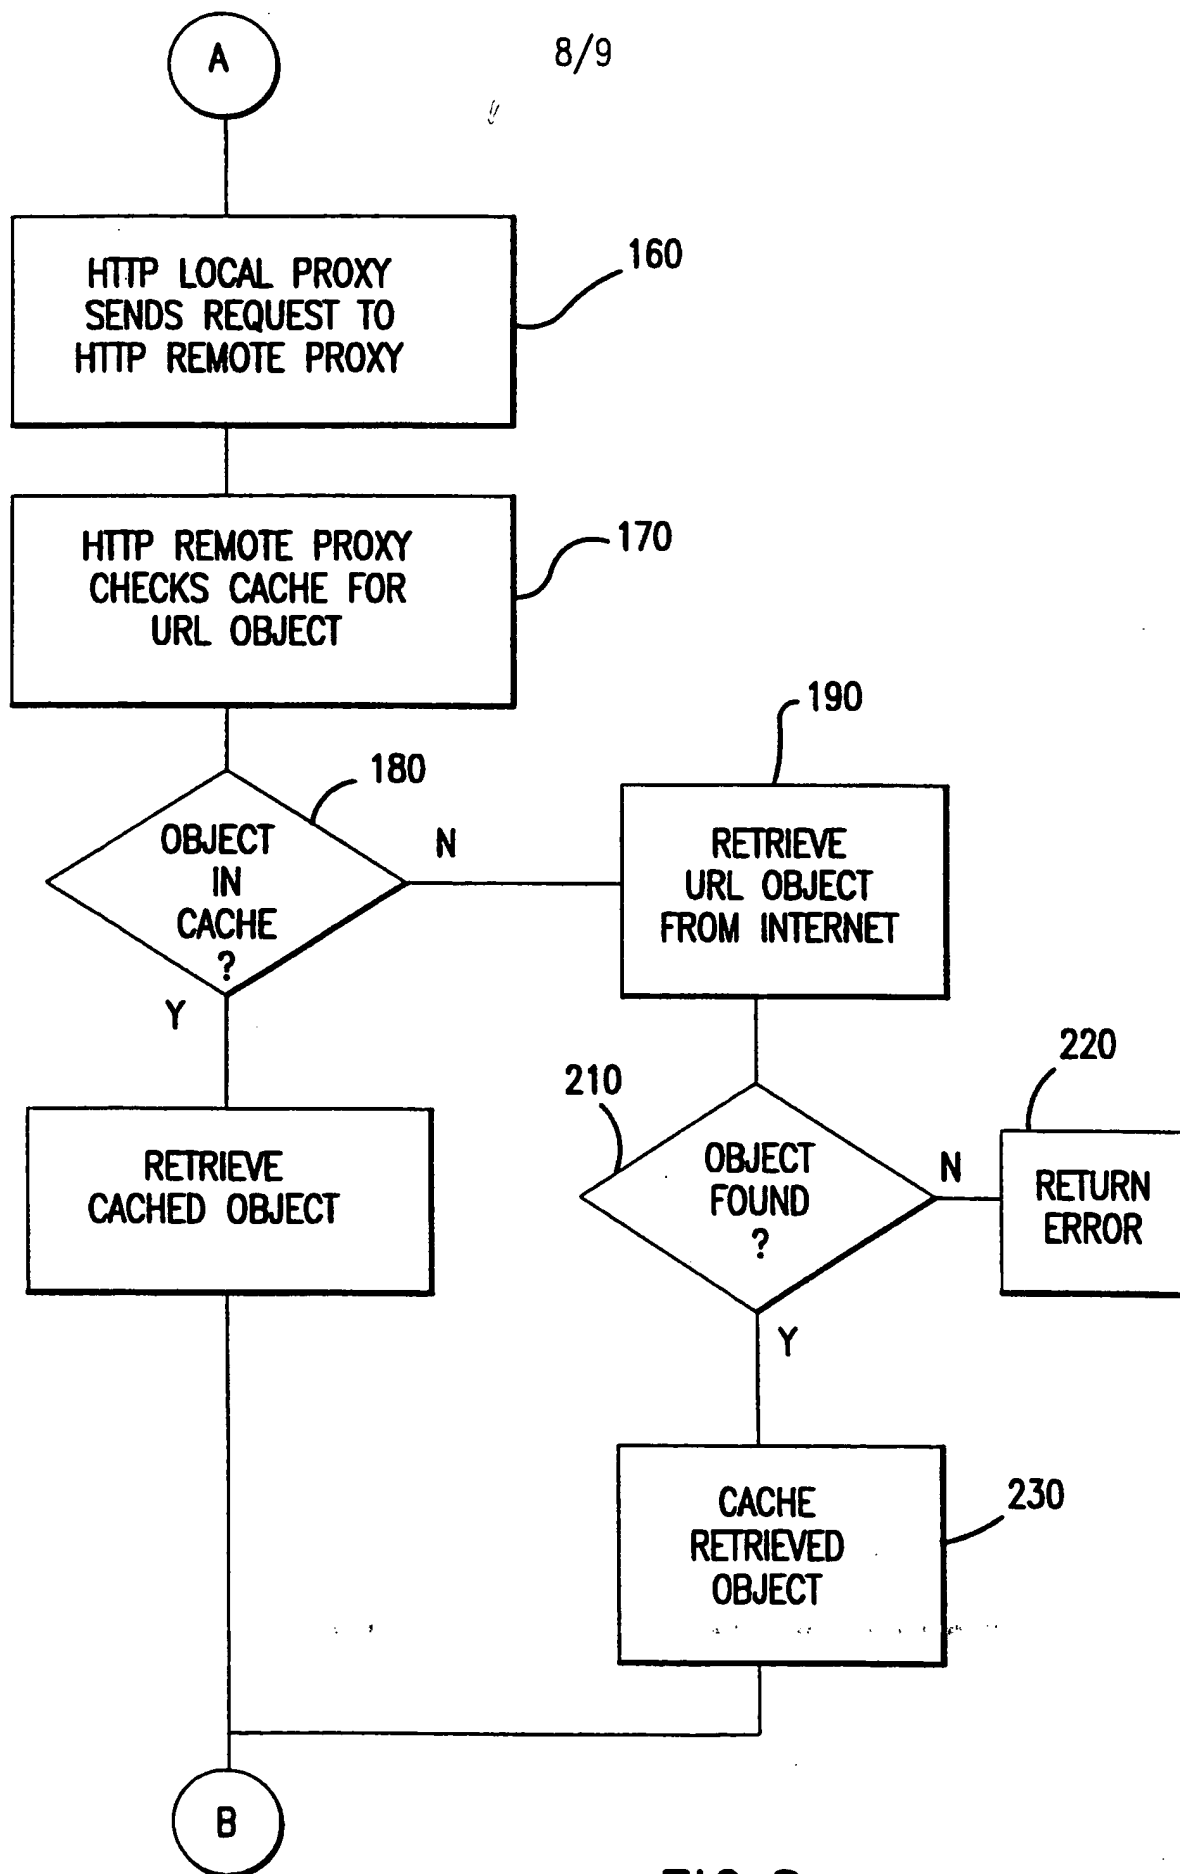 A
8/9
HTTP LOCAL PROXY
SENDS REQUEST TO
HTTP REMOTE PROXY
160
HTTP REMOTE PROXY
CHECKS CACHE FOR
URL OBJECT
170
180
OBJECT
IN
CACHE
?
N
Y
190
RETRIEVE
URL OBJECT
FROM INTERNET
RETRIEVE
CACHED OBJECT
210
OBJECT
FOUND
?
N
Y
220
RETURN
ERROR
CACHE
RETRIEVED
OBJECT
230
B